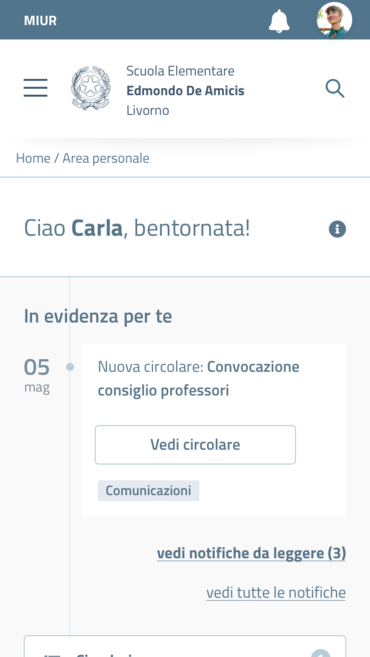 MIUR
Scuola Elementare
Edmondo De Amicis
Livorno
Home / Area personale
Ciao Carla, bentornata!
In evidenza per te
05
mag
Nuova circolare: Convocazione
consiglio professori
Vedi circolare
Comunicazioni
vedi notifiche da leggere (3)
vedi tutte le notifiche